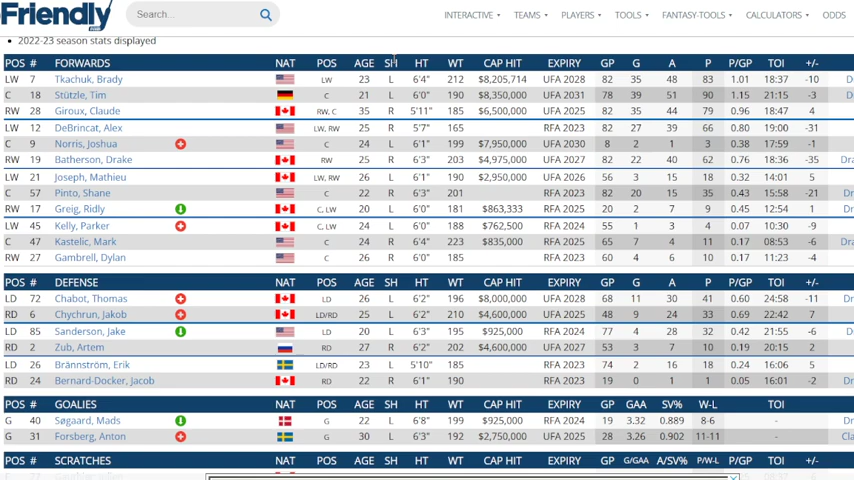 Friendly Search... INTERACTIVE TEAMS PLAYERS TOOLS FANTASY-TOOLS CALCULATORS ODDS
2022-23 season stats displayed
POS # FORWARDS NAT POS AGE SH HT WT CAP HIT EXPIRY GP G A P P/GP TOI +/-
LW 7 Tkachuk, Brady LW 23 L 6'4" 212 $8,205,714 UFA 2028 82 35 48 83 1.01 18:37 -10 D
C 18 Stützle, Tim C 21 L 6'0" 190 $8,350,000 UFA 2031 78 39 51 90 1.15 21:15 -3 D
RW 28 Giroux, Claude RW, C 35 R 5'11" 185 $6,500,000 UFA 2025 82 35 44 79 0.96 18:47 4
LW 12 DeBrincat, Alex LW, RW 25 R 5'7" 165 RFA 2023 82 27 39 66 0.80 19:00 -31
C 9 Norris, Joshua C 23 L 6'2" 192 $7,950,000 UFA 2030 8 2 1 3 0.38 17:59 -1
RW 19 Batherson, Drake RW 25 R 6'3" 203 $4,975,000 UFA 2027 82 22 40 62 0.76 18:36 -35 Dra
LW 21 Joseph, Mathieu LW, RW 26 L 6'1" 190 $2,950,000 UFA 2026 56 3 15 18 0.32 14:01 5
C 57 Pinto, Shane C 22 R 6'3" 201 RFA 2023 82 20 15 35 0.43 15:58 -21 Dr
RW 17 Greig, Ridly C, LW 20 L 6'0" 181 $863,333 RFA 2025 20 2 7 9 0.45 12:54 1 Dr
LW 45 Kelly, Parker C, LW 24 L 6'0" 188 $762,500 RFA 2024 55 1 3 4 0.07 10:30 -9
C 47 Kastelic, Mark C 24 R 6'4" 223 $835,000 RFA 2025 65 7 4 11 0.17 08:53 -6 Dra
RW 27 Gambrell, Dylan C 26 R 6'0" 185 RFA 2023 60 4 6 10 0.17 11:23 -4
POS # DEFENSE NAT POS AGE SH HT WT CAP HIT EXPIRY GP G A P P/GP TOI +/-
LD 72 Chabot, Thomas LD 26 L 6'2" 196 $8,000,000 UFA 2028 68 11 30 41 0.60 24:58 -11 D
RD 6 Chychrun, Jakob LD/RD 25 L 6'2" 210 $4,600,000 UFA 2025 48 9 24 33 0.69 22:42 7
LD 85 Sanderson, Jake LD 20 L 6'3" 195 $925,000 RFA 2024 77 4 28 32 0.42 21:55 -6 D
RD 2 Zub, Artem RD 27 R 6'2" 202 $4,600,000 UFA 2027 53 3 7 10 0.19 20:15 2
LD 26 Brännström, Erik LD/RD 23 L 5'10" 185 RFA 2023 74 2 16 18 0.24 16:06 5
RD 24 Bernard-Docker, Jacob RD 22 R 6'1" 190 RFA 2023 19 0 1 1 0.05 16:01 -2 D
POS # GOALIES NAT POS AGE SH HT WT CAP HIT EXPIRY GP GAA SV% W-L TOI
G 40 Søgaard, Mads G 22 L 6'8" 199 $925,000 RFA 2024 19 3.32 0.889 8-6 - D
G 31 Forsberg, Anton G 30 L 6'3" 192 $2,750,000 UFA 2025 28 3.26 0.902 11-11 - Cla
POS # SCRATCHES NAT POS AGE SH HT WT CAP HIT EXPIRY GP G/GAA A/SV% P/W-L P/GP TOI +/-